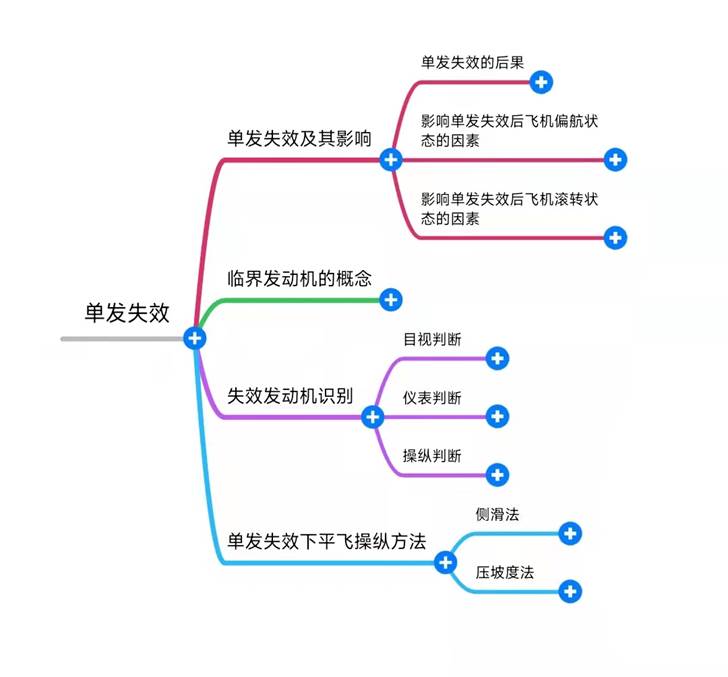 单发失效
单发失效及其影响
单发失效的后果
影响单发失效后飞机偏航状
态的因素
影响单发失效后飞机滚转状
态的因素
临界发动机的概念
失效发动机识别
目视判断
仪表判断
操纵判断
单发失效下平飞操纵方法
侧滑法
压坡度法